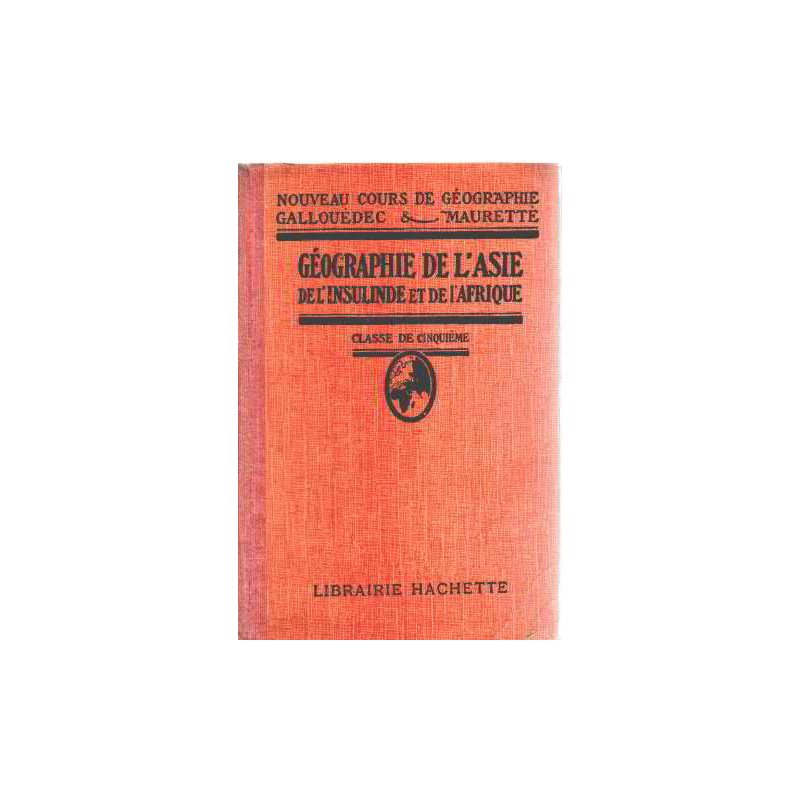 NOUVEAU COURS DE GÉOGRAPHIE
GALLOUÉDEC & MAURETTE
GÉOGRAPHIE DE L'ASIE
DE L'INSULINDE ET DE L'AFRIQUE
CLASSE DE CINQUIÈME
LIBRAIRIE HACHETTE